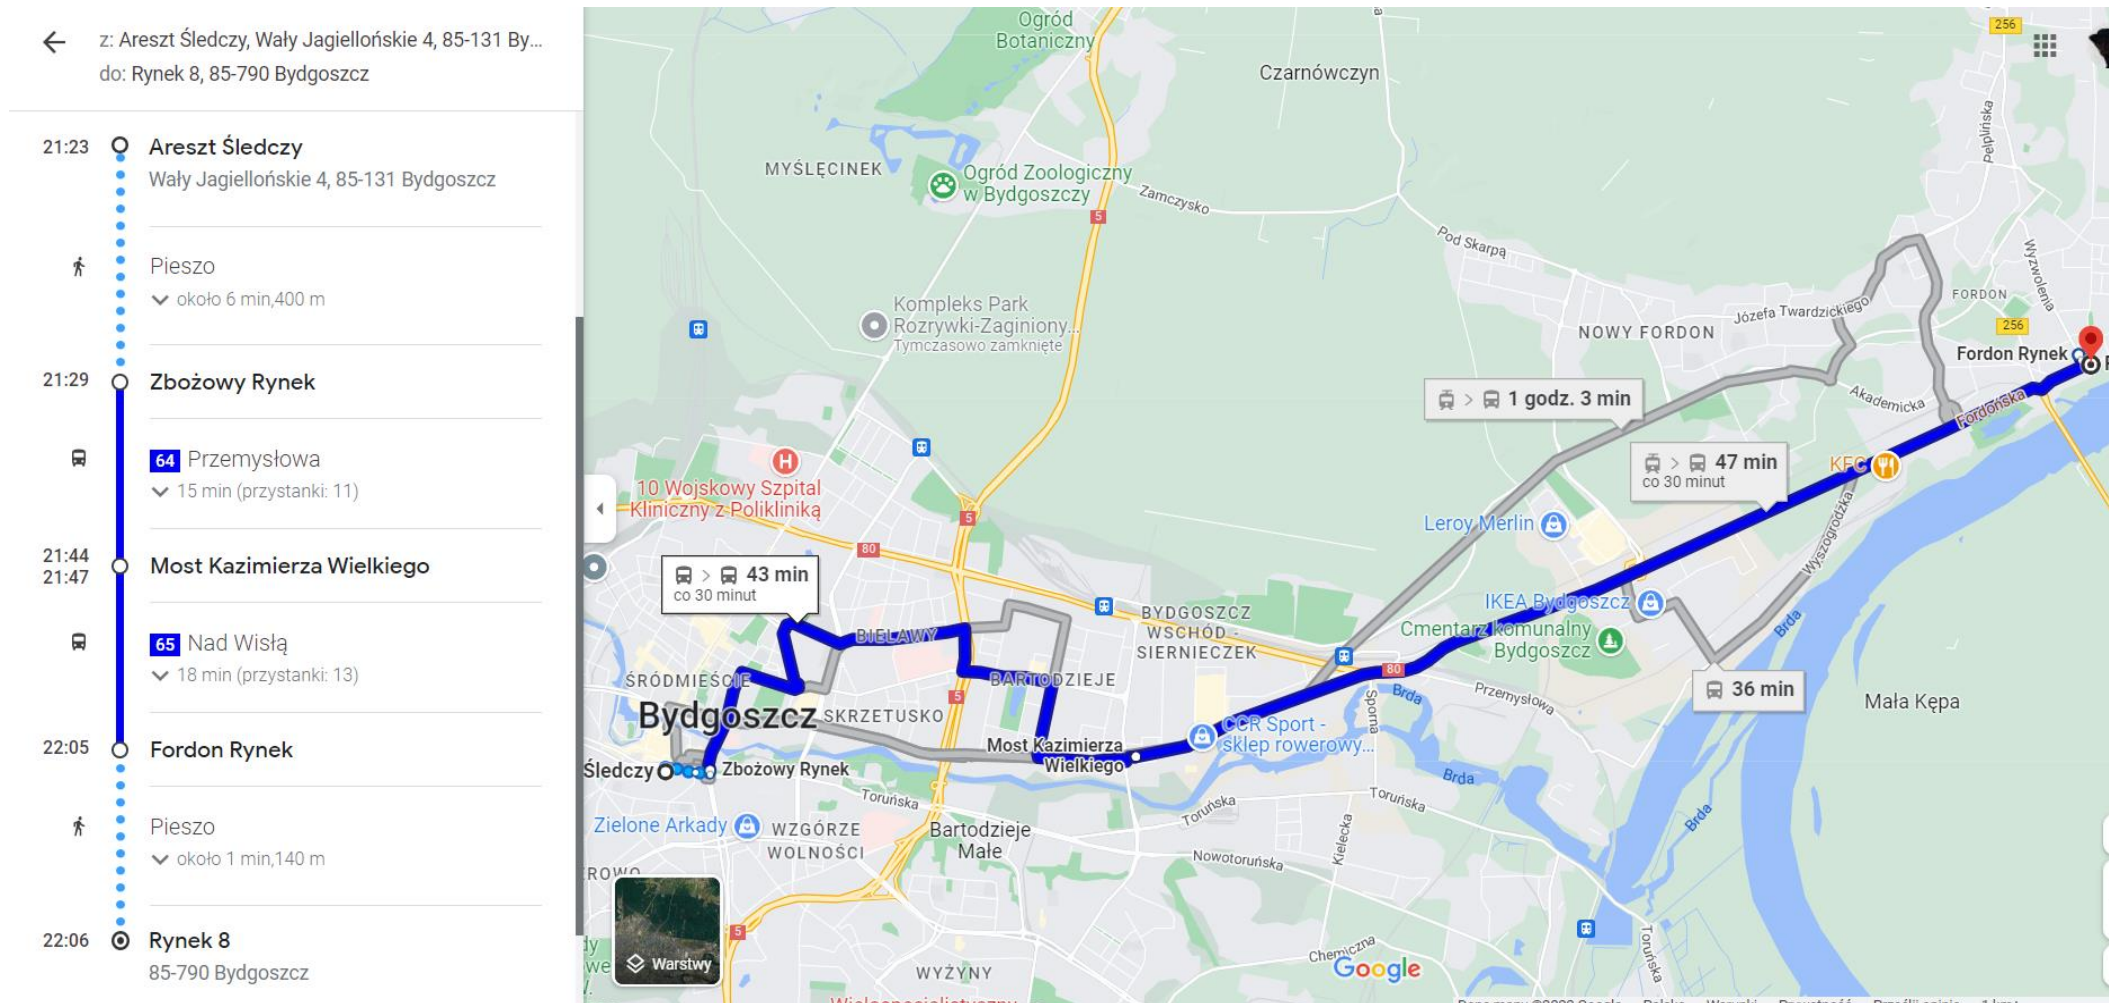 z: Areszt Śledczy, Wały Jagiellońskie 4, 85-131 By...
do: Rynek 8, 85-790 Bydgoszcz
21:23 Areszt Śledczy
Wały Jagiellońskie 4, 85-131 Bydgoszcz
Pieszo
około 6 min,400 m
21:29 Zbożowy Rynek
64 Przemysłowa
15 min (przystanki: 11)
21:44
21:47
Most Kazimierza Wielkiego
65 Nad Wisłą
18 min (przystanki: 13)
22:05 Fordon Rynek
Pieszo
około 1 min,140 m
22:06 Rynek 8
85-790 Bydgoszcz
Ogród
Botaniczny
Czarnówczyn
256
MYŚLĘCINEK
Ogród Zoologiczny
w Bydgoszczy
Zamczysko
5
Pelplińska
Pod Skarpą
Wyzwolenia
Kompleks Park
Rozrywki-Zaginiony...
Tymczasowo zamknięte
NOWY FORDON
Józefa Twardzickiego
FORDON
256
Fordon Rynek
1 godz. 3 min
Akademicka
Fordońska
47 min
co 30 minut
KFC
10 Wojskowy Szpital
Kliniczny z Polikliniką
5
80
Leroy Merlin
Wyszogrodzka
43 min
co 30 minut
BYDGOSZCZ
WSCHÓD -
SIERNIECZEK
IKEA Bydgoszcz
Cmentarz komunalny
Bydgoszcz
Brda
BIELAWY
ŚRÓDMIEŚCIE
BARTODZIEJE
5
80
Brda
Przemysłowa
Sporna
36 min
Mała Kępa
Bydgoszcz
SKRZETUSKO
CCR Sport -
sklep rowerowy...
Most Kazimierza
Wielkiego
Śledczy
Zbożowy Rynek
Brda
Toruńska
Toruńska
Toruńska
Brda
Zielone Arkady
WZGÓRZE
WOLNOŚCI
Bartodzieje
Małe
Kielecka
Nowotoruńska
5
Warstwy
WYŻYNY
Chemiczna
Google
Toruńska